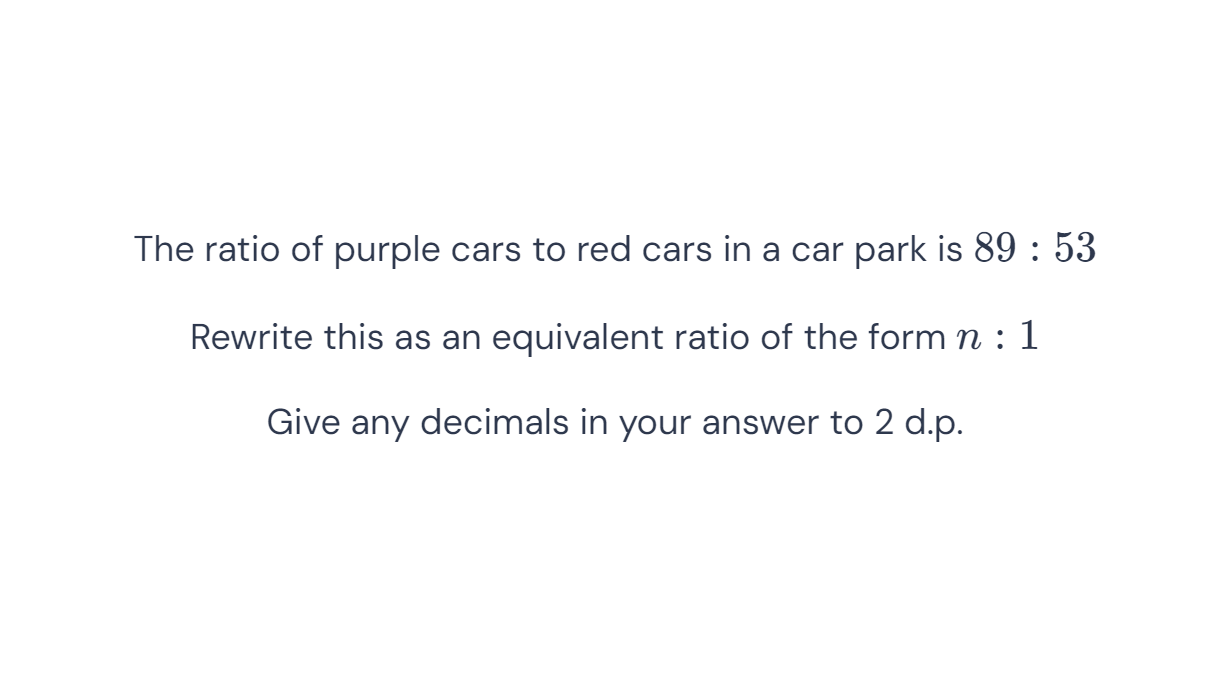 The ratio of purple cars to red cars in a car park is 89 : 53
Rewrite this as an equivalent ratio of the form n : 1
Give any decimals in your answer to 2 d.p.